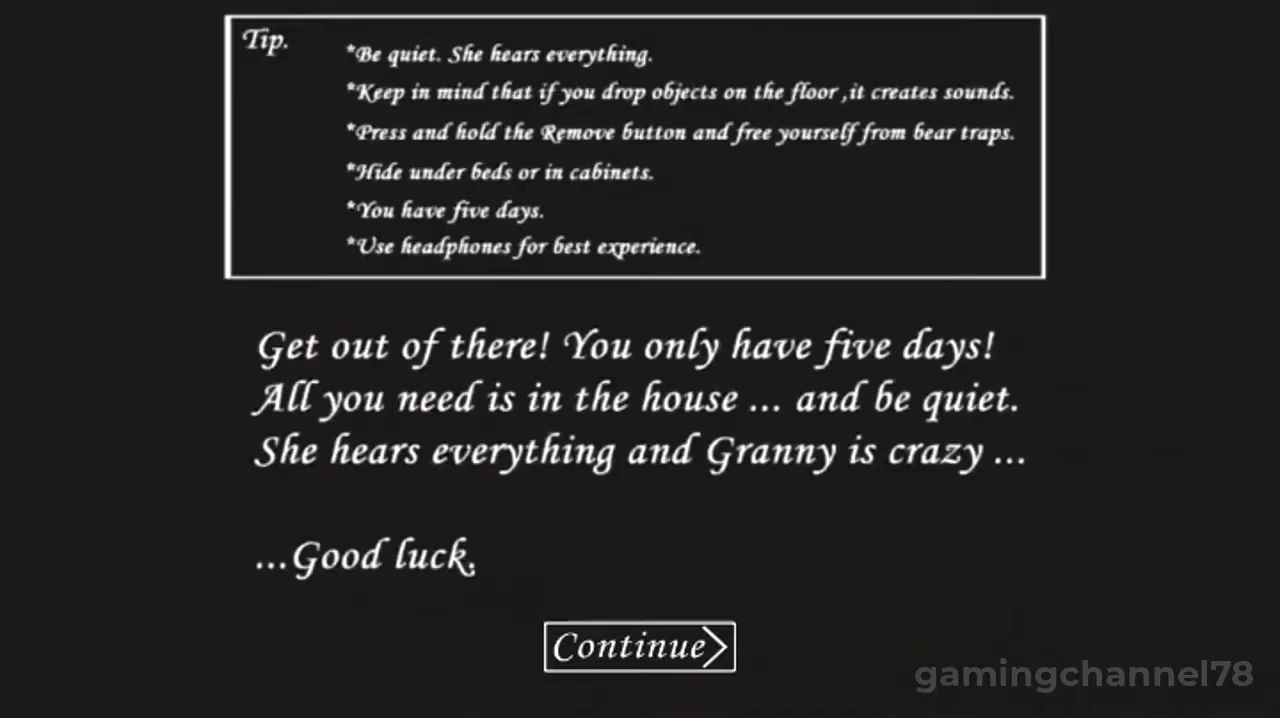 Tip.
*Be quiet. She hears everything.
*Keep in mind that if you drop objects on the floor ,it creates sounds.
*Press and hold the Remove button and free yourself from bear traps.
*Hide under beds or in cabinets.
*You have five days.
*Use headphones for best experience.
Get out of there! You only have five days!
All you need is in the house ... and be quiet.
She hears everything and Granny is crazy ...
...Good luck.
Continue
gamingchannel78